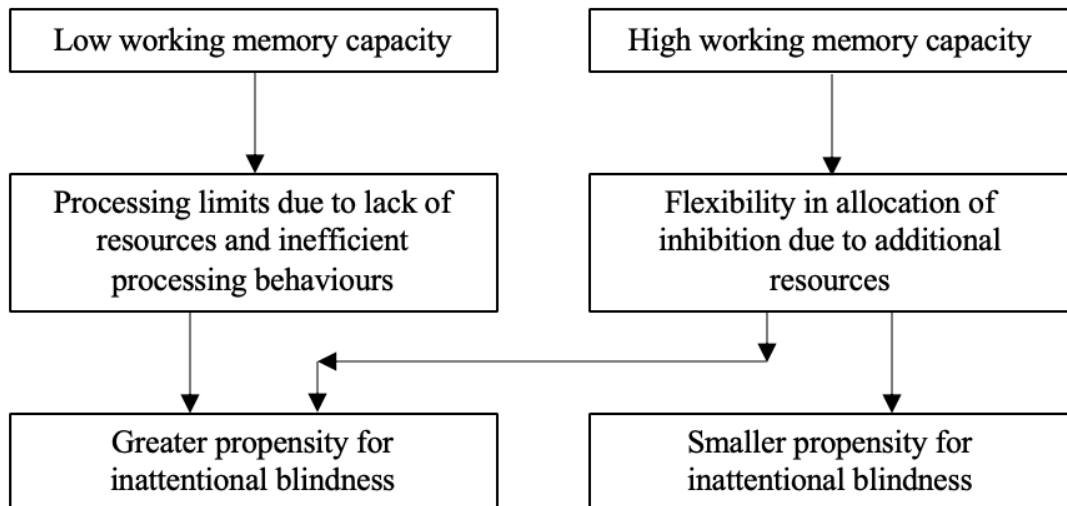 Low working memory capacity
High working memory capacity
Processing limits due to lack of
resources and inefficient
processing behaviours
Flexibility in allocation of
inhibition due to additional
resources
Greater propensity for
inattentional blindness
Smaller propensity for
inattentional blindness